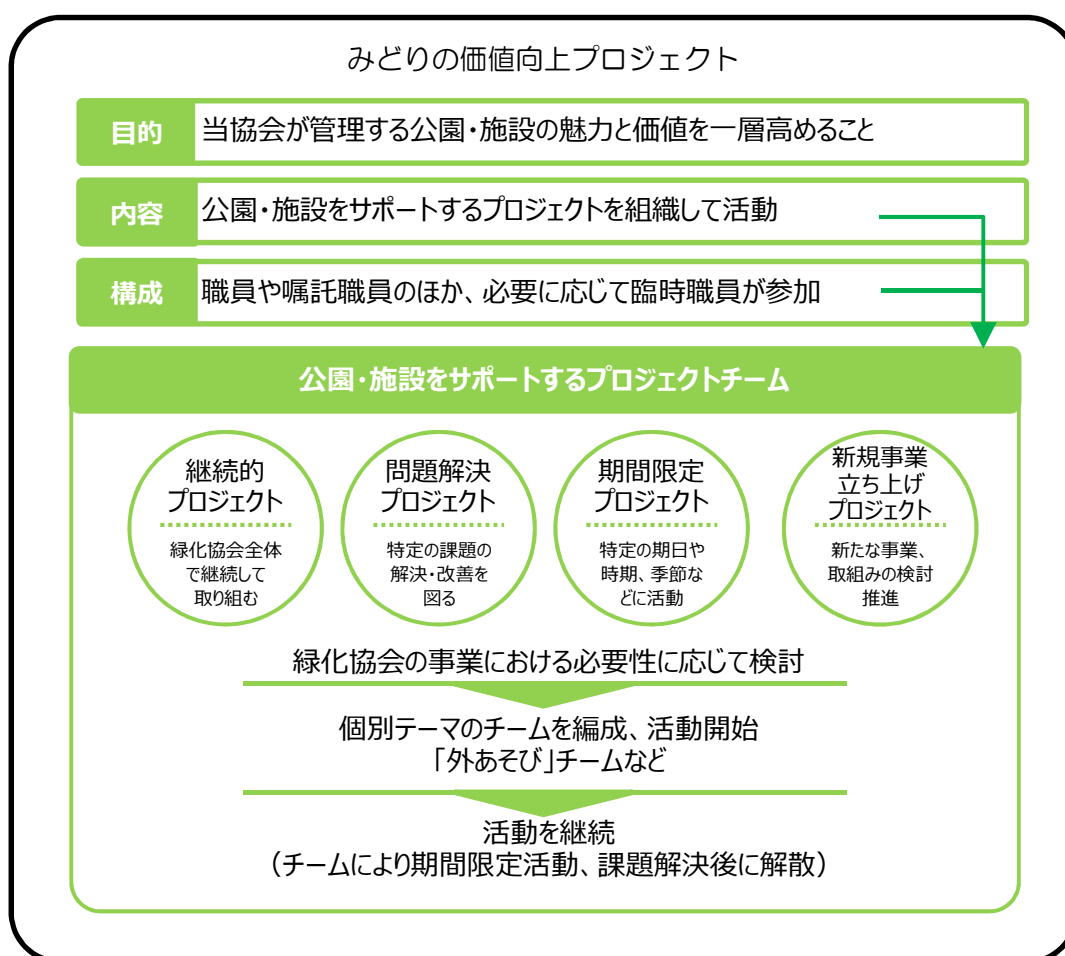 みどりの価値向上プロジェクト
目的 当協会が管理する公園・施設の魅力と価値を一層高めること
内容 公園・施設をサポートするプロジェクトを組織して活動
構成 職員や嘱託職員のほか、必要に応じて臨時職員が参加
公園・施設をサポートするプロジェクトチーム
継続的
プロジェクト
緑化協会全体
で継続して
取り組む
問題解決
プロジェクト
特定の課題の
解決・改善を
図る
期間限定
プロジェクト
特定の期日や
時期、季節な
どに活動
新規事業
立ち上げ
プロジェクト
新たな事業、
取組みの検討
推進
緑化協会の事業における必要性に応じて検討
個別テーマのチームを編成、活動開始
「外あそび」チームなど
活動を継続
（チームにより期間限定活動、課題解決後に解散）